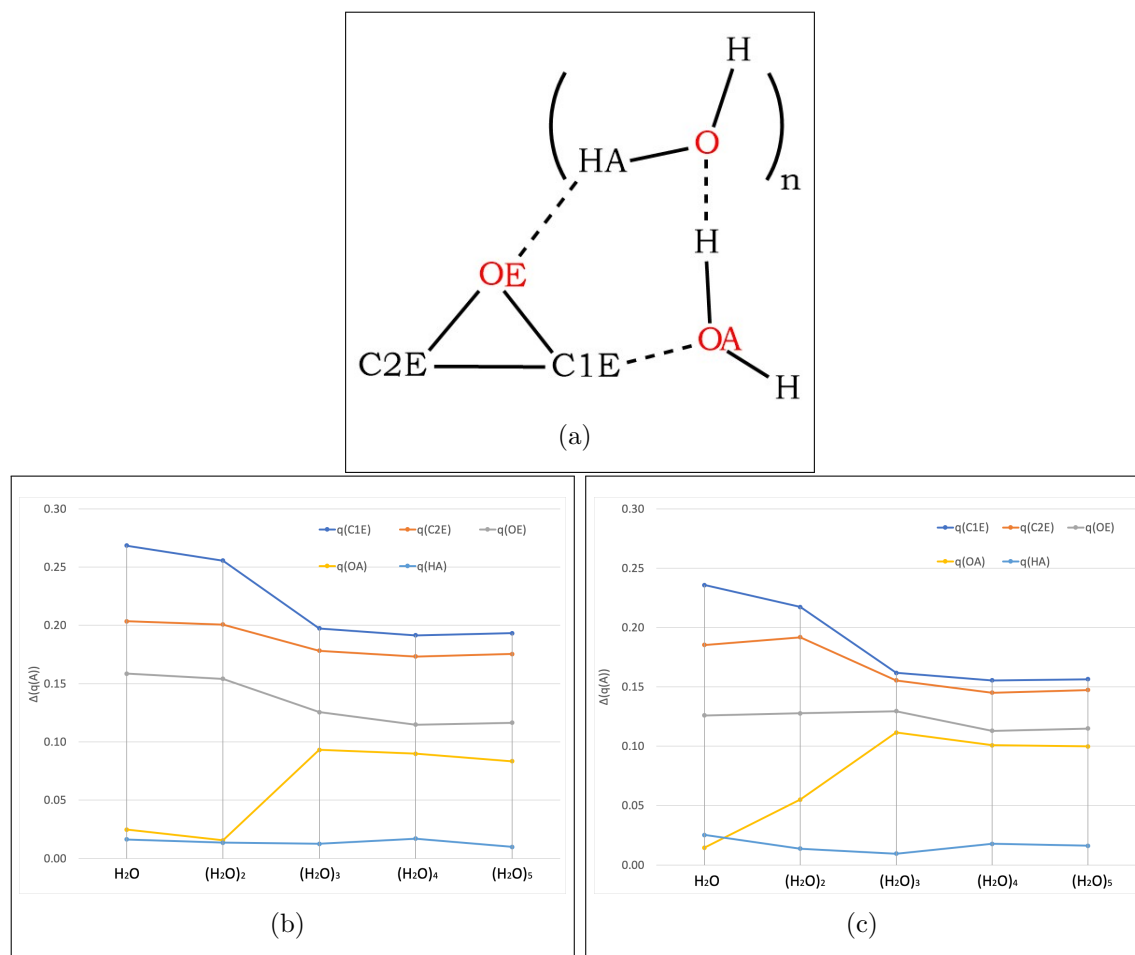 H
HA
O
n
H
OE
C2E
C1E
OA
H
(a)
0.30
0.25
0.20
0.15
0.10
0.05
0.00
Δ(q(A))
q(C1E) q(C2E) q(OE)
q(OA) q(HA)
H₂O (H₂O)₂ (H₂O)₃ (H₂O)₄ (H₂O)₅
(b)
0.30
0.25
0.20
0.15
0.10
0.05
0.00
Δ(q(A))
q(C1E) q(C2E) q(OE)
q(OA) q(HA)
H₂O (H₂O)₂ (H₂O)₃ (H₂O)₄ (H₂O)₅
(c)